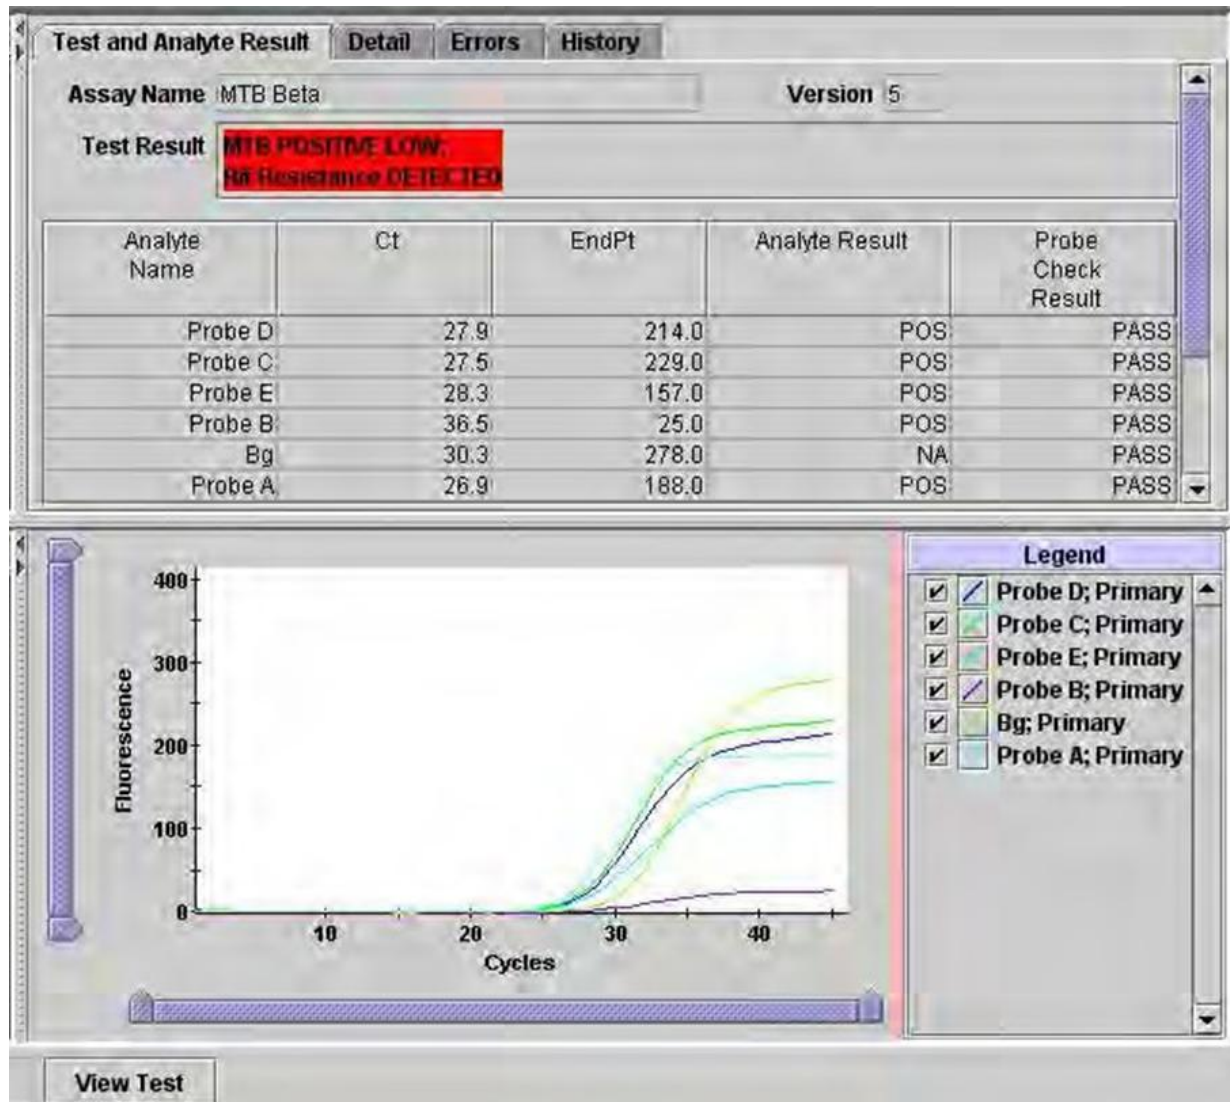 Test and Analyte Result Detail Errors History
Assay Name MTB Beta Version 5
Test Result MTB POSITIVE LOW;
Rif Resistance DETECTED
Analyte Name Ct EndPt Analyte Result Probe Check Result
Probe D 27.9 214.0 POS PASS
Probe C 27.5 229.0 POS PASS
Probe E 28.3 157.0 POS PASS
Probe B 36.5 25.0 POS PASS
Bg 30.3 278.0 NA PASS
Probe A 26.9 188.0 POS PASS
400
300
200
100
0
Fluorescence
10 20 30 40
Cycles
Legend
Probe D; Primary
Probe C; Primary
Probe E; Primary
Probe B; Primary
Bg; Primary
Probe A; Primary
View Test